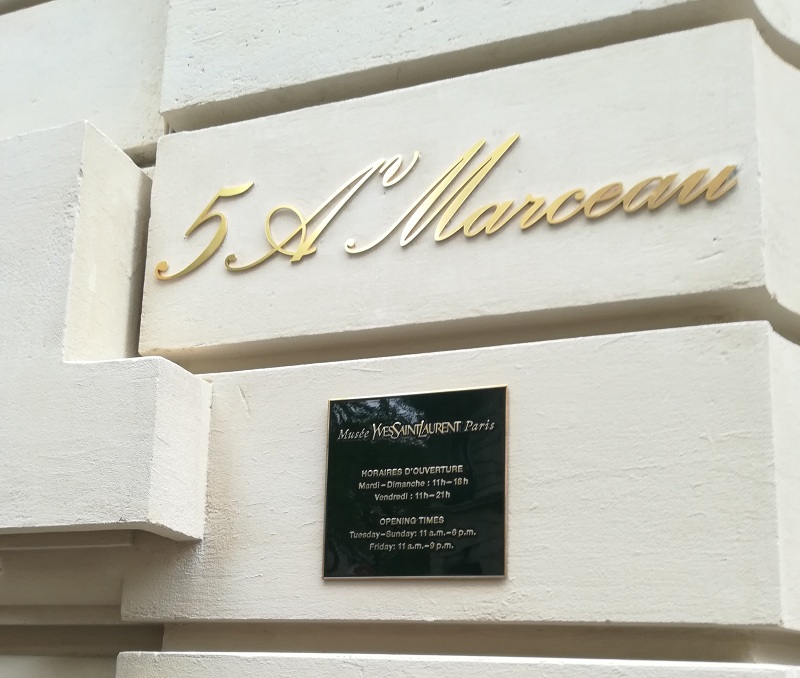 5 Av Marceau
Musée YVESSAINTLAURENT Paris
HORAIRES D'OUVERTURE
Mardi–Dimanche : 11h–18h
Vendredi : 11h–21h
OPENING TIMES
Tuesday–Sunday: 11 a.m.–6 p.m.
Friday: 11 a.m.–9 p.m.